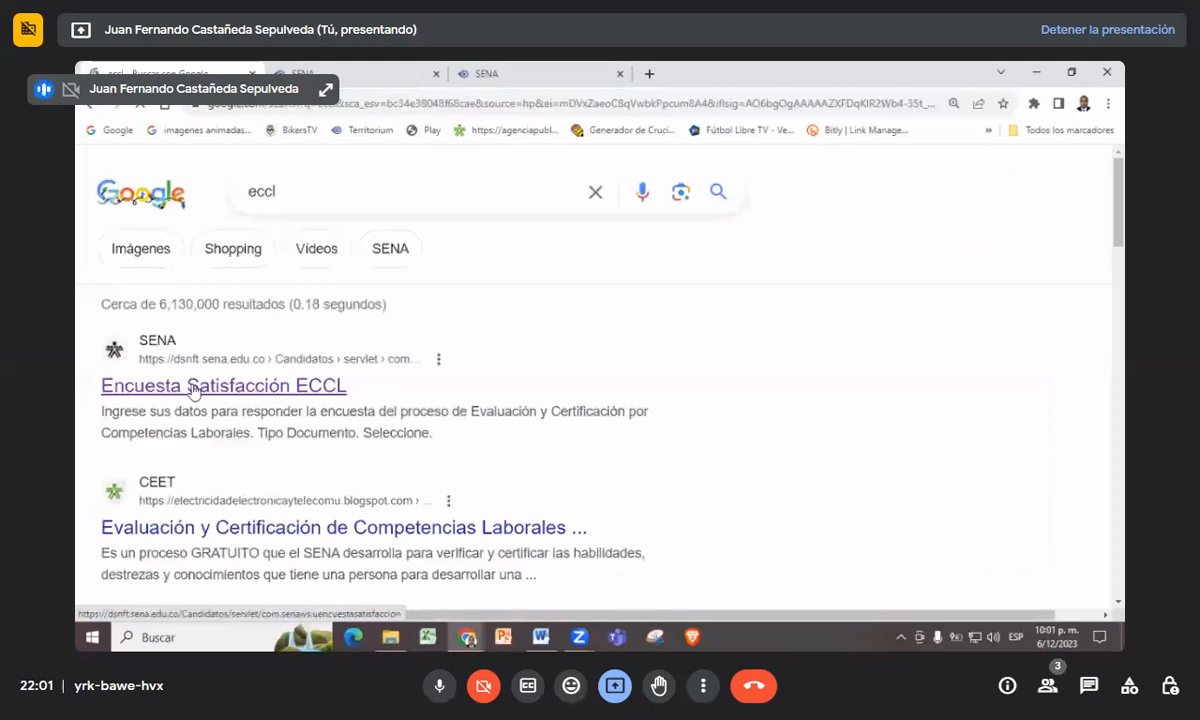 Juan Fernando Castañeda Sepulveda (Tú, presentando)
Detener la presentación
SENA
SENA
Juan Fernando Castañeda Sepulveda
Google
imagenes animadas...
BikersTV
Territorium
Play
https://agenciapubl...
Generador de Cruci...
Fútbol Libre TV - Ve...
Bitly | Link Manage...
»
Todos los marcadores
Google
eccl
Imágenes
Shopping
Videos
SENA
Cerca de 6,130,000 resultados (0.18 segundos)
SENA
https://dsnft.sena.edu.co › Candidatos › servlet › com...
Encuesta Satisfacción ECCL
Ingrese sus datos para responder la encuesta del proceso de Evaluación y Certificación por
Competencias Laborales. Tipo Documento. Seleccione.
CEET
https://electricidadelectronicaytelecomu.blogspot.com › ...
Evaluación y Certificación de Competencias Laborales ...
Es un proceso GRATUITO que el SENA desarrolla para verificar y certificar las habilidades,
destrezas y conocimientos que tiene una persona para desarrollar una ...
https://dsnft.sena.edu.co/Candidatos/servlet/com.senaws.uencuestasatisfaccion
Buscar
ESP
10:01 p. m.
6/12/2023
22:01 | yrk-bawe-hvx
3